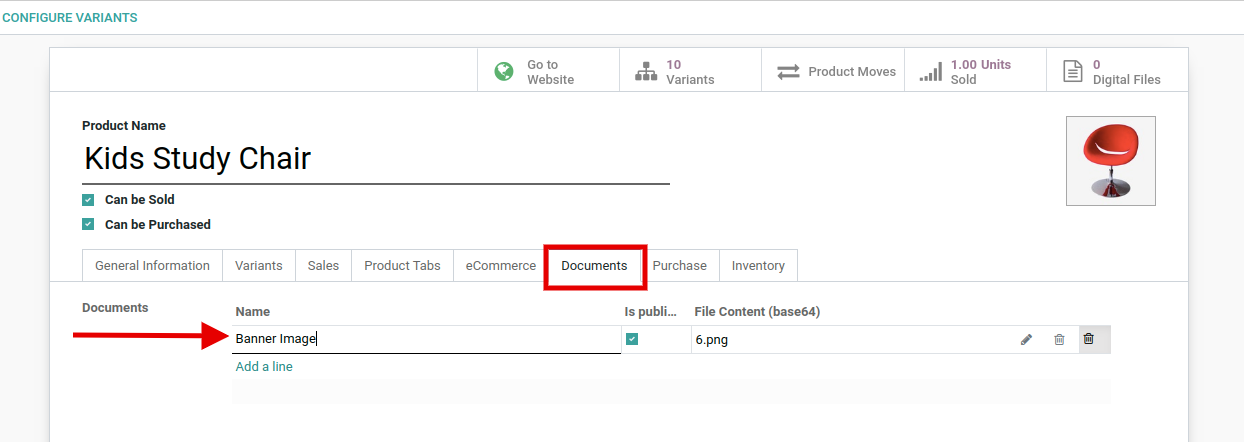 CONFIGURE VARIANTS
Go to
Website
10
Variants
Product Moves
1.00 Units
Sold
0
Digital Files
Product Name
Kids Study Chair
Can be Sold
Can be Purchased
General Information Variants Sales Product Tabs eCommerce Documents Purchase Inventory
Documents Name Is publi... File Content (base64)
Banner Image 6.png
Add a line